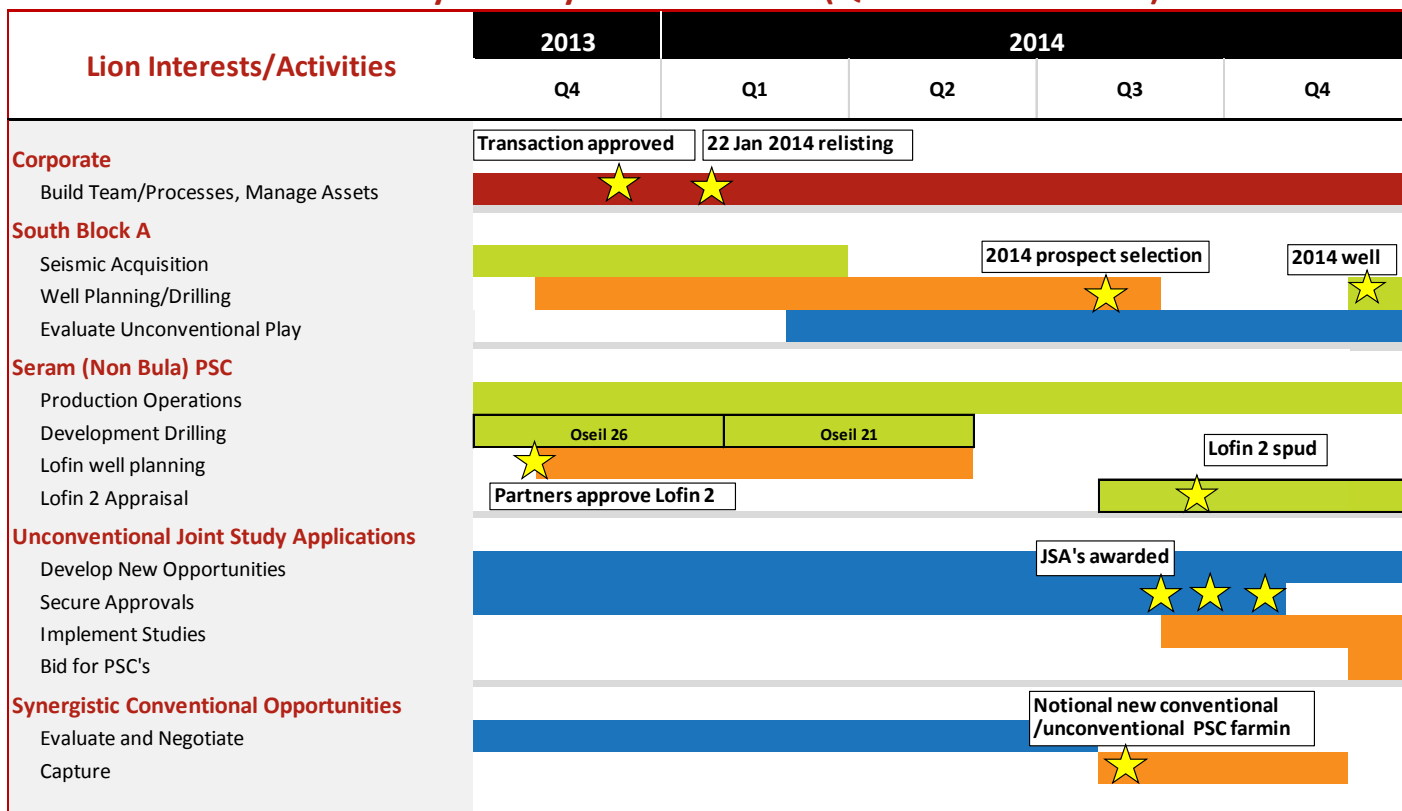 2013 2014
Lion Interests/Activities
Q4 Q1 Q2 Q3 Q4
Transaction approved 22 Jan 2014 relisting
Corporate
Build Team/Processes, Manage Assets
South Block A
Seismic Acquisition 2014 prospect selection 2014 well
Well Planning/Drilling
Evaluate Unconventional Play
Seram (Non Bula) PSC
Production Operations
Development Drilling Oseil 26 Oseil 21
Lofin well planning Lofin 2 spud
Lofin 2 Appraisal Partners approve Lofin 2
Unconventional Joint Study Applications
Develop New Opportunities JSA's awarded
Secure Approvals
Implement Studies
Bid for PSC's
Synergistic Conventional Opportunities Notional new conventional
Evaluate and Negotiate /unconventional PSC farmin
Capture